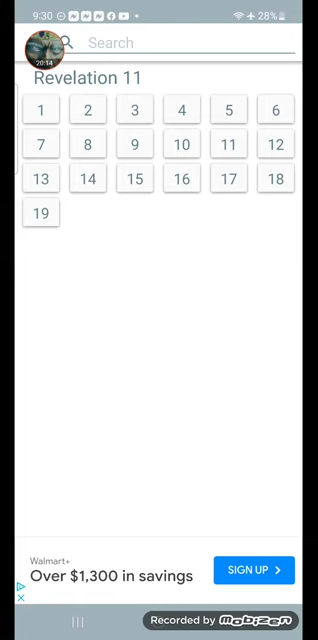 9:30
28%
Search
20:14
Revelation 11
1 2 3 4 5 6
7 8 9 10 11 12
13 14 15 16 17 18
19
Walmart+
Over $1,300 in savings
SIGN UP
Recorded by Mobizen